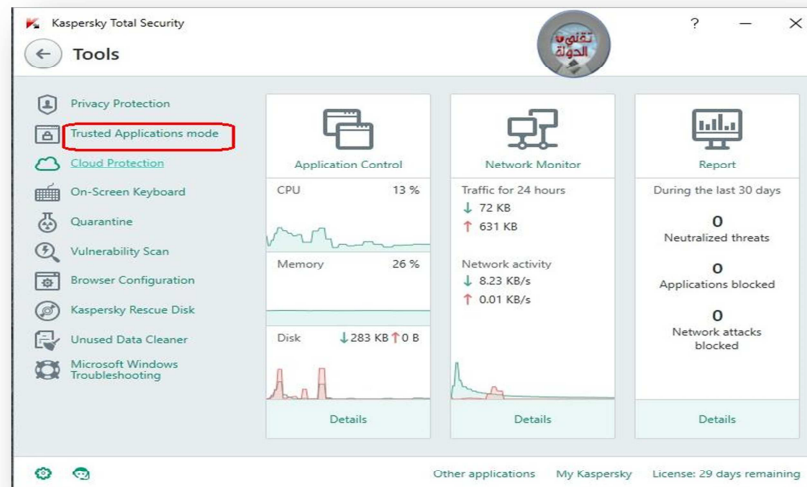 Kaspersky Total Security
?
Tools
تقني
الدولة
Privacy Protection
Trusted Applications mode
Cloud Protection
On-Screen Keyboard
Quarantine
Vulnerability Scan
Browser Configuration
Kaspersky Rescue Disk
Unused Data Cleaner
Microsoft Windows
Troubleshooting
Application Control
CPU 13 %
Memory 26 %
Disk ↓283 KB ↑0 B
Details
Network Monitor
Traffic for 24 hours
↓ 72 KB
↑ 631 KB
Network activity
↓ 8.23 KB/s
↑ 0.01 KB/s
Details
Report
During the last 30 days
0
Neutralized threats
0
Applications blocked
0
Network attacks
blocked
Details
Other applications My Kaspersky License: 29 days remaining